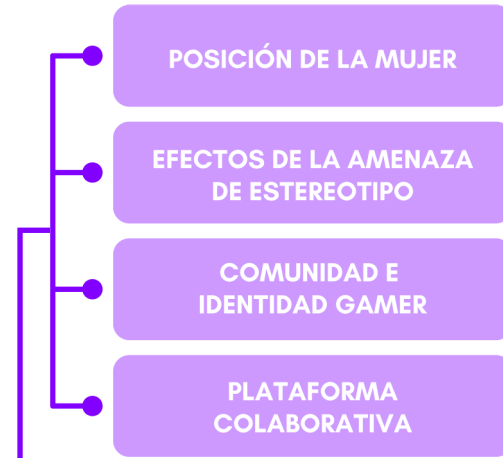 POSICIÓN DE LA MUJER
EFECTOS DE LA AMENAZA
DE ESTEREOTIPO
COMUNIDAD E
IDENTIDAD GAMER
PLATAFORMA
COLABORATIVA